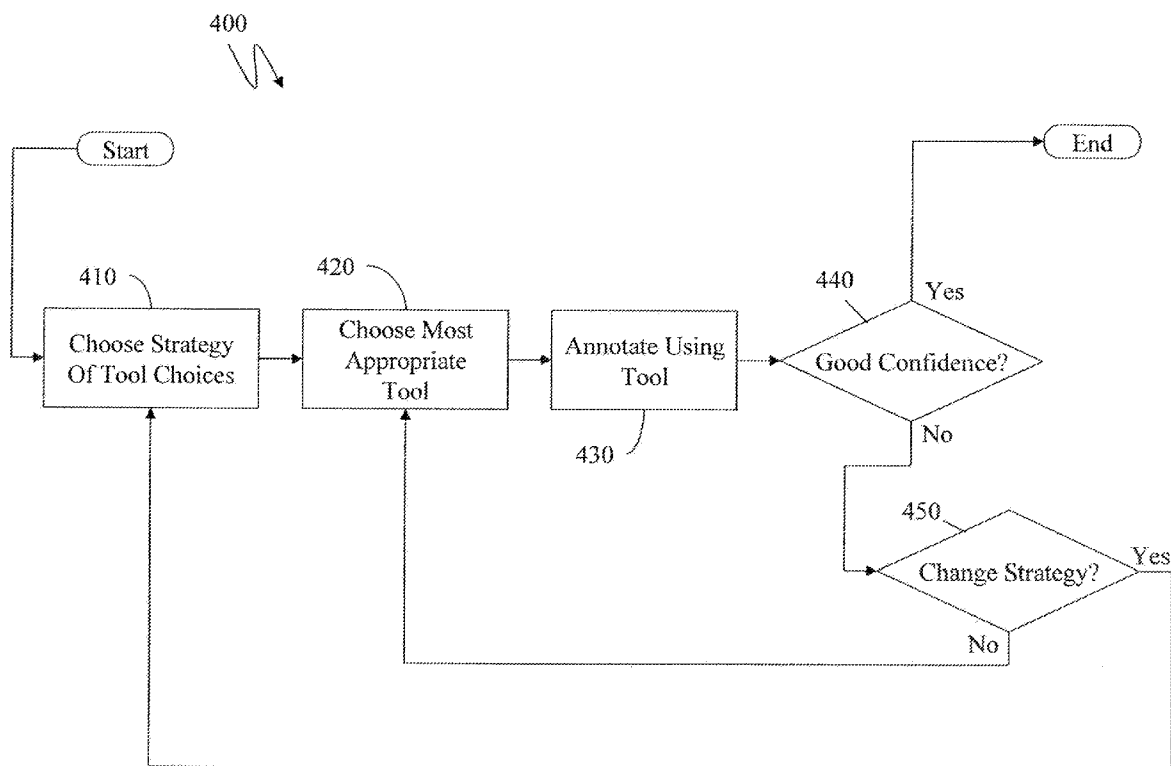 400
Start
End
410
Choose Strategy
Of Tool Choices
420
Choose Most
Appropriate
Tool
Annotate Using
Tool
430
440
Yes
Good Confidence?
No
450
Change Strategy?
Yes
No